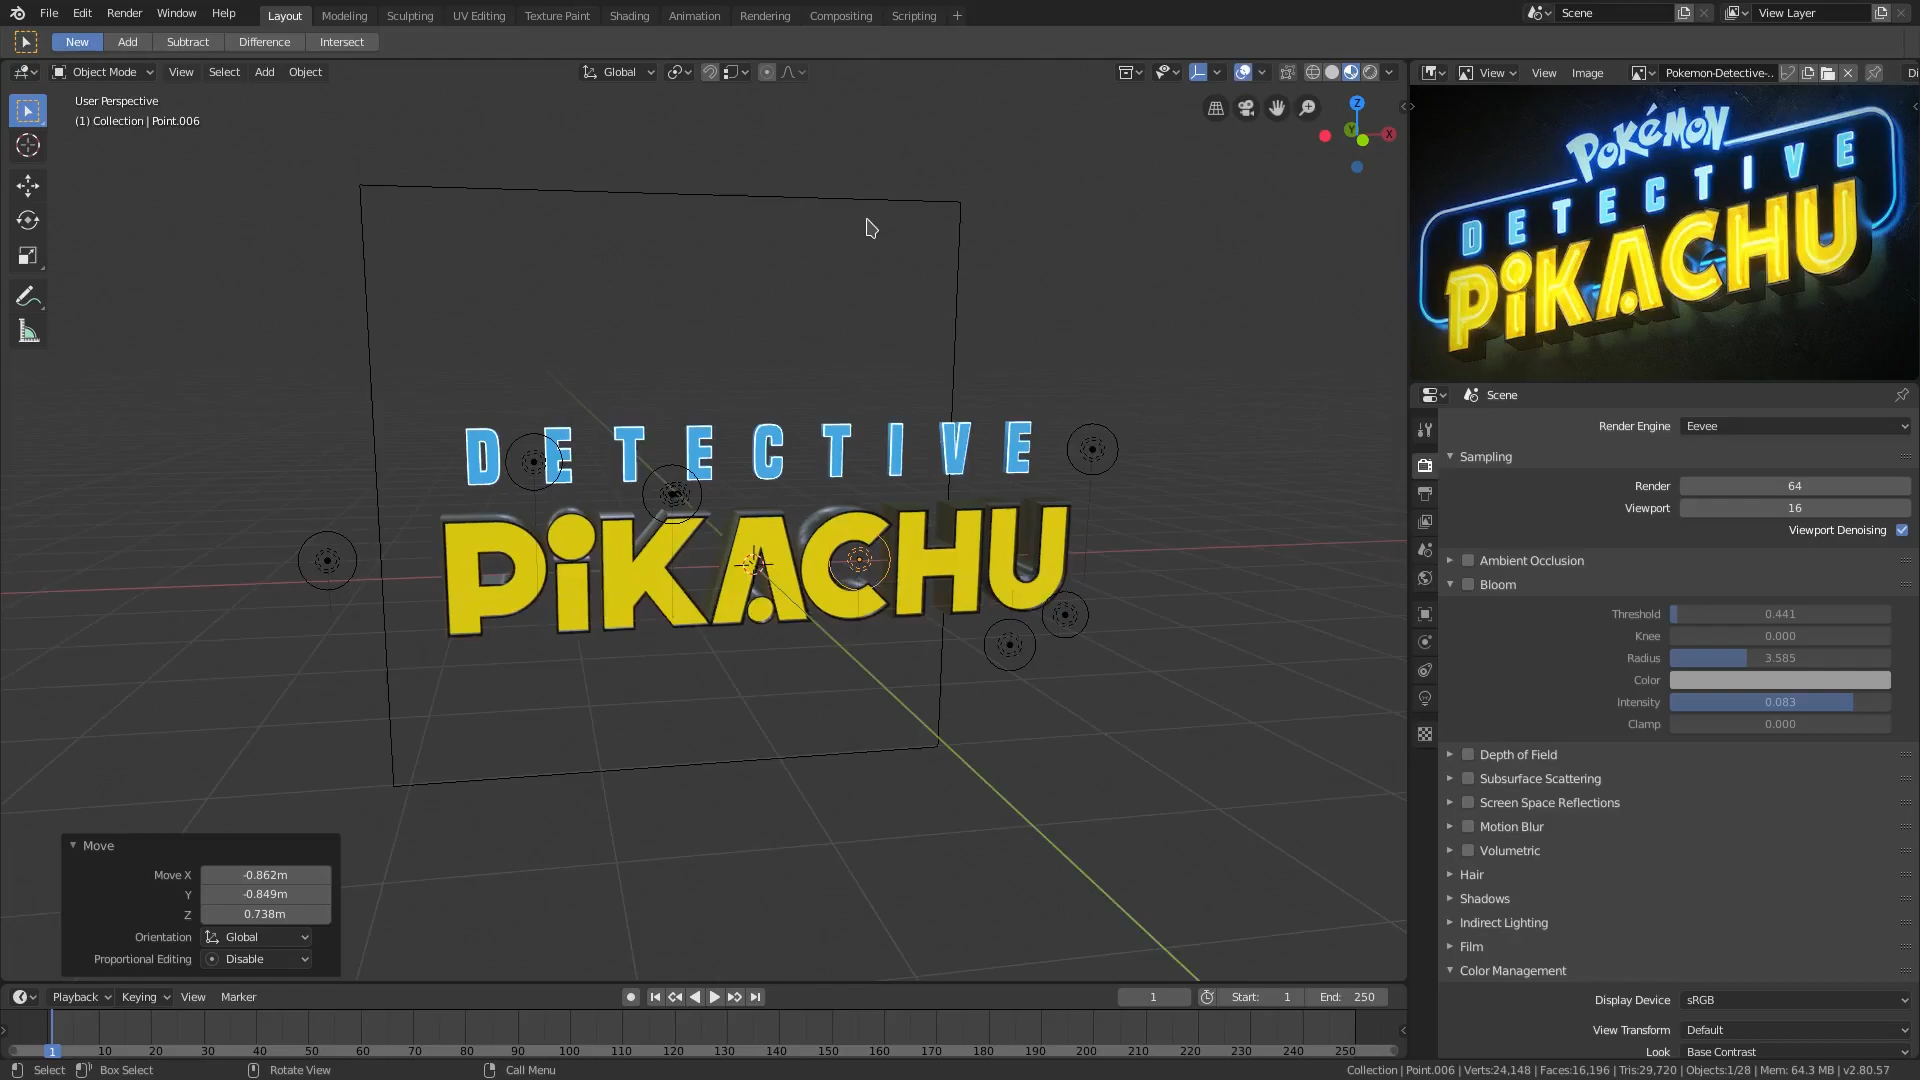 File Edit Render Window Help Layout Modeling Sculpting UV Editing Texture Paint Shading Animation Rendering Compositing Scripting + Scene View Layer
New Add Subtract Difference Intersect
Object Mode View Select Add Object Global View View Image Pokemon-Detective-..
User Perspective
(1) Collection | Point.006
Z
Y
X
POKéMON
DETECTIVE
PiKACHU
DETECTIVE
PiKACHU
Scene
Render Engine Eevee
Sampling
Render 64
Viewport 16
Viewport Denoising
Ambient Occlusion
Bloom
Threshold 0.441
Knee 0.000
Radius 3.585
Color
Intensity 0.083
Clamp 0.000
Depth of Field
Subsurface Scattering
Screen Space Reflections
Motion Blur
Volumetric
Hair
Shadows
Indirect Lighting
Film
Color Management
Display Device sRGB
View Transform Default
Look Base Contrast
Move
Move X -0.862m
Y -0.849m
Z 0.738m
Orientation Global
Proportional Editing Disable
Playback Keying View Marker 1 Start: 1 End: 250
1 10 20 30 40 50 60 70 80 90 100 110 120 130 140 150 160 170 180 190 200 210 220 230 240 250
Select Box Select Rotate View Call Menu Collection | Point.006 | Verts:24,148 | Faces:16,196 | Tris:29,720 | Objects:1/28 | Mem: 64.3 MB | v2.80.57